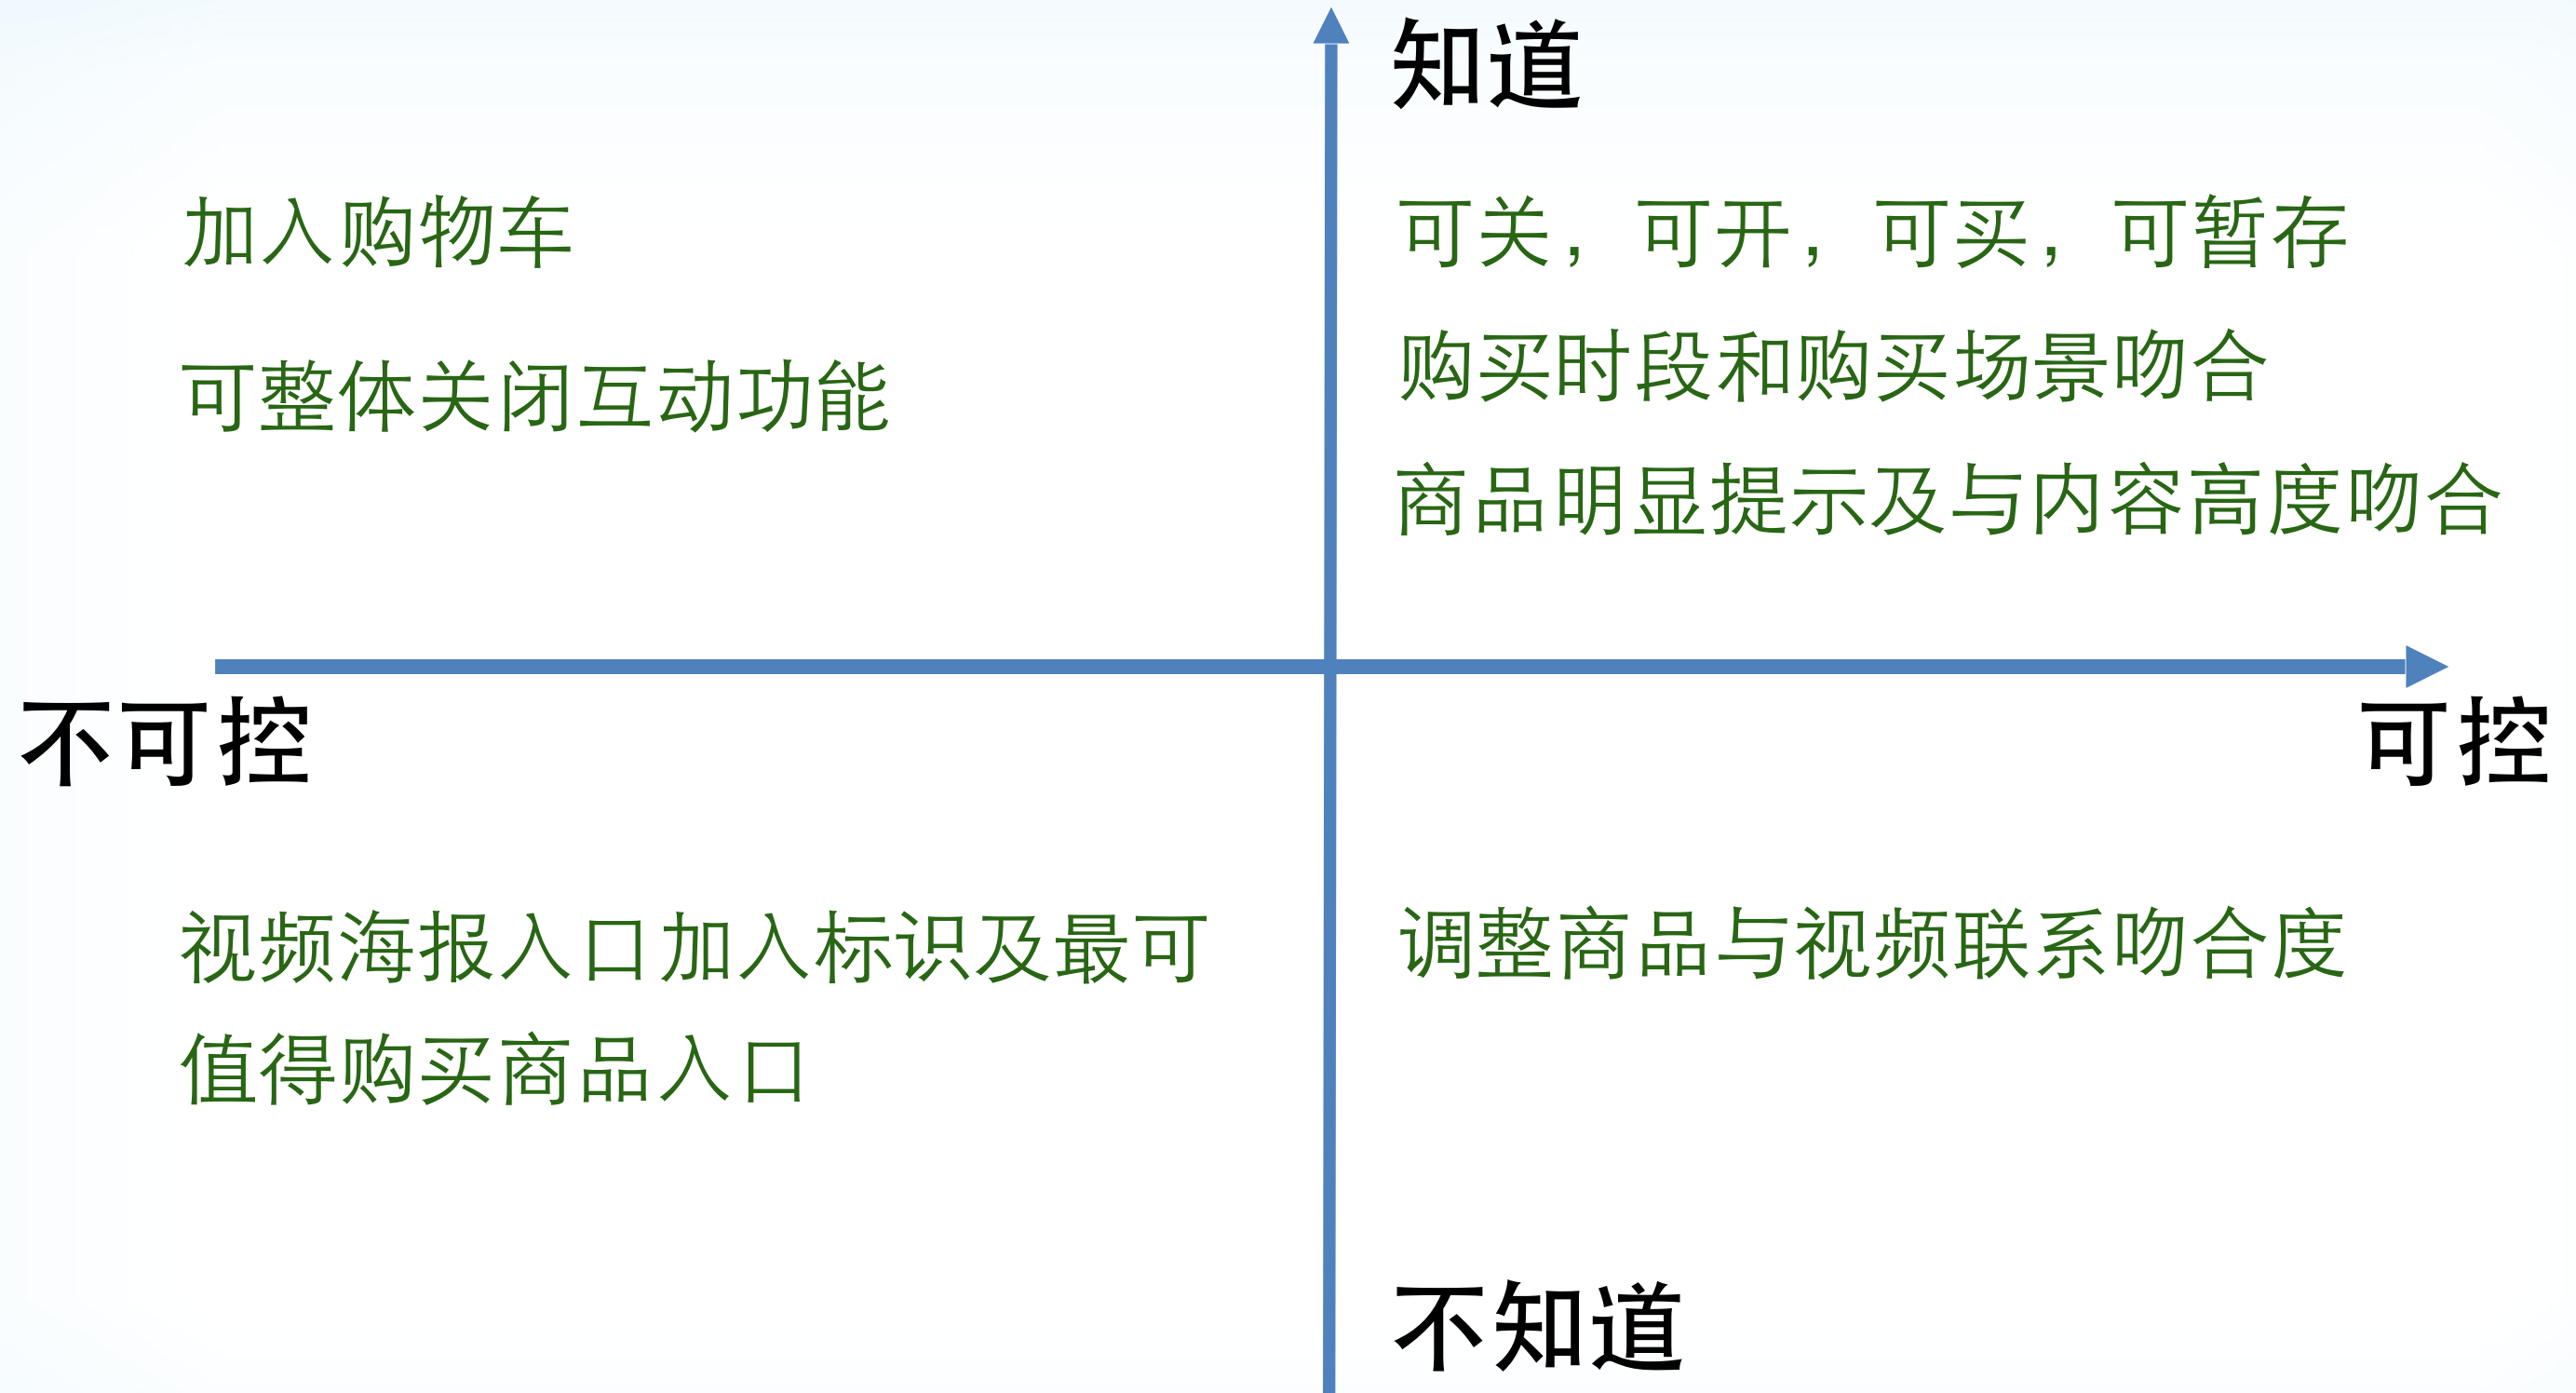 知道
加入购物车
可整体关闭互动功能
可关，可开，可买，可暂存
购买时段和购买场景吻合
商品明显提示及与内容高度吻合
不可控
可控
视频海报入口加入标识及最可
值得购买商品入口
调整商品与视频联系吻合度
不知道